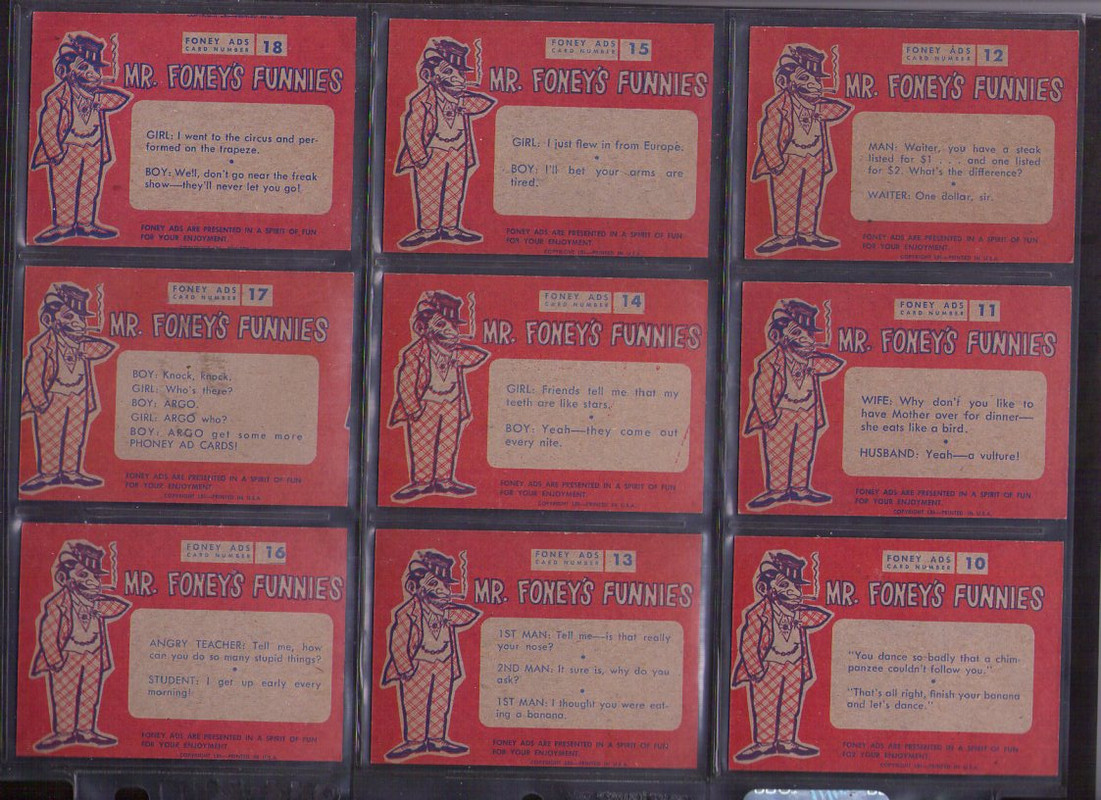 FONEY ADS
CARD NUMBER 18
MR. FONEY'S FUNNIES
GIRL: I went to the circus and per-
formed on the trapeze.
BOY: Well, don't go near the freak
show—they'll never let you go!
FONEY ADS ARE PRESENTED IN A SPIRIT OF FUN
FOR YOUR ENJOYMENT
FONEY ADS
CARD NUMBER 15
MR. FONEY'S FUNNIES
GIRL: I just flew in from Europe.
BOY: I'll bet your arms are
tired.
FONEY ADS ARE PRESENTED IN A SPIRIT OF FUN
FOR YOUR ENJOYMENT
PRINTED IN U.S.A.
FONEY ADS
CARD NUMBER 12
MR. FONEY'S FUNNIES
MAN: Waiter, you have a steak
listed for $1 . . . and one listed
for $2. What's the difference?
WAITER: One dollar, sir.
FONEY ADS ARE PRESENTED IN A SPIRIT OF FUN
FOR YOUR ENJOYMENT
PRINTED IN U.S.A.
FONEY ADS
CARD NUMBER 17
MR. FONEY'S FUNNIES
BOY: Knock, knock.
GIRL: Who's there?
BOY: ARGO.
GIRL: ARGO who?
BOY: ARGO get some more
PHONEY AD CARDS!
FONEY ADS ARE PRESENTED IN A SPIRIT OF FUN
FOR YOUR ENJOYMENT
PRINTED IN U.S.A.
FONEY ADS
CARD NUMBER 14
MR. FONEY'S FUNNIES
GIRL: Friends tell me that my
teeth are like stars.
BOY: Yeah—they come out
every nite.
FONEY ADS ARE PRESENTED IN A SPIRIT OF FUN
FOR YOUR ENJOYMENT
PRINTED IN U.S.A.
FONEY ADS
CARD NUMBER 11
MR. FONEY'S FUNNIES
WIFE: Why don't you like to
have Mother over for dinner—
she eats like a bird.
HUSBAND: Yeah—a vulture!
FONEY ADS ARE PRESENTED IN A SPIRIT OF FUN
FOR YOUR ENJOYMENT
PRINTED IN U.S.A.
FONEY ADS
CARD NUMBER 16
MR. FONEY'S FUNNIES
ANGRY TEACHER: Tell me, how
can you do so many stupid things?
STUDENT: I get up early every
morning!
FONEY ADS ARE PRESENTED IN A SPIRIT OF FUN
FOR YOUR ENJOYMENT
PRINTED IN U.S.A.
FONEY ADS
CARD NUMBER 13
MR. FONEY'S FUNNIES
1ST MAN: Tell me—is that really
your nose?
2ND MAN: It sure is, why do you
ask?
1ST MAN: I thought you were eat-
ing a banana.
FONEY ADS ARE PRESENTED IN A SPIRIT OF FUN
FOR YOUR ENJOYMENT
PRINTED IN U.S.A.
FONEY ADS
CARD NUMBER 10
MR. FONEY'S FUNNIES
"You dance so badly that a chim-
panzee couldn't follow you."
"That's all right, finish your banana
and let's dance."
FONEY ADS ARE PRESENTED IN A SPIRIT OF FUN
FOR YOUR ENJOYMENT
PRINTED IN U.S.A.